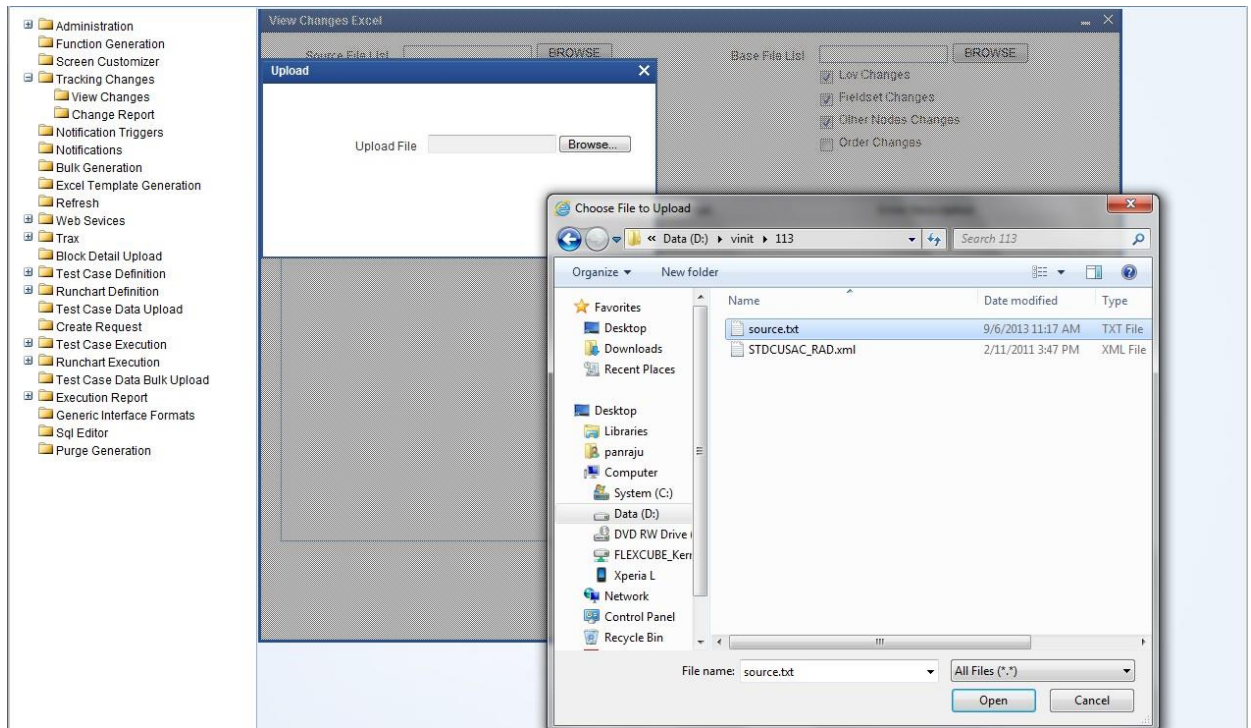 Administration
Function Generation
Screen Customizer
Tracking Changes
View Changes
Change Report
Notification Triggers
Notifications
Bulk Generation
Excel Template Generation
Refresh
Web Sevices
Trax
Block Detail Upload
Test Case Definition
Runchart Definition
Test Case Data Upload
Create Request
Test Case Execution
Runchart Execution
Test Case Data Bulk Upload
Execution Report
Generic Interface Formats
Sql Editor
Purge Generation
View Changes Excel
Source File List BROWSE Base File List BROWSE
Lov Changes
Fieldset Changes
Other Nodes Changes
Order Changes
Upload
Upload File Browse...
Choose File to Upload
« Data (D:) ▸ vinit ▸ 113 Search 113
Organize New folder
Name Date modified Type
source.txt 9/6/2013 11:17 AM TXT File
STDCUSAC_RAD.xml 2/11/2011 3:47 PM XML File
Favorites
Desktop
Downloads
Recent Places
Desktop
Libraries
panraju
Computer
System (C:)
Data (D:)
DVD RW Drive (
FLEXCUBE_Kerr
Xperia L
Network
Control Panel
Recycle Bin
File name: source.txt All Files (*.*)
Open Cancel